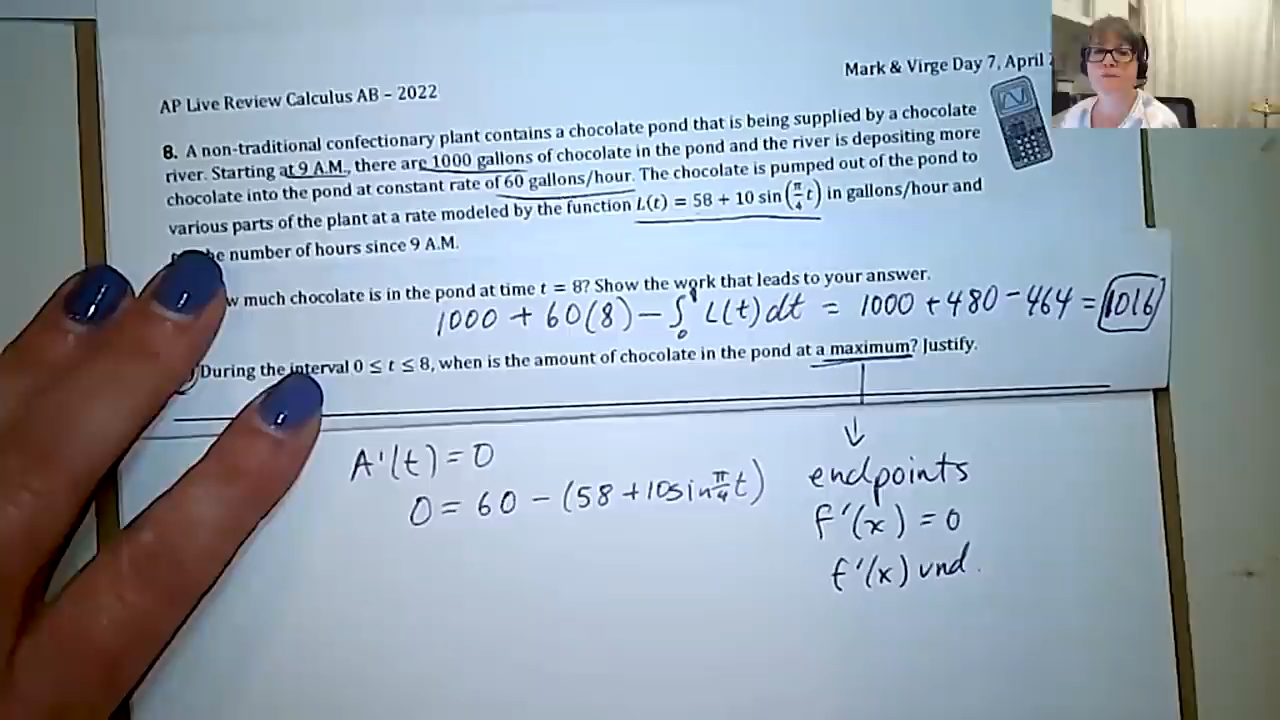 AP Live Review Calculus AB – 2022
Mark & Virge Day 7, April
8. A non-traditional confectionary plant contains a chocolate pond that is being supplied by a chocolate
river. Starting at 9 A.M., there are 1000 gallons of chocolate in the pond and the river is depositing more
chocolate into the pond at constant rate of 60 gallons/hour. The chocolate is pumped out of the pond to
various parts of the plant at a rate modeled by the function L(t) = 58 + 10 sin(π/4 t) in gallons/hour and
number of hours since 9 A.M.
much chocolate is in the pond at time t = 8? Show the work that leads to your answer.
1000 + 60(8) − ∫₀⁸ L(t) dt = 1000 + 480 − 464 = 1016
During the interval 0 ≤ t ≤ 8, when is the amount of chocolate in the pond at a maximum? Justify.
A'(t) = 0
0 = 60 − (58 + 10 sin π/4 t)
endpoints
f'(x) = 0
f'(x) und.